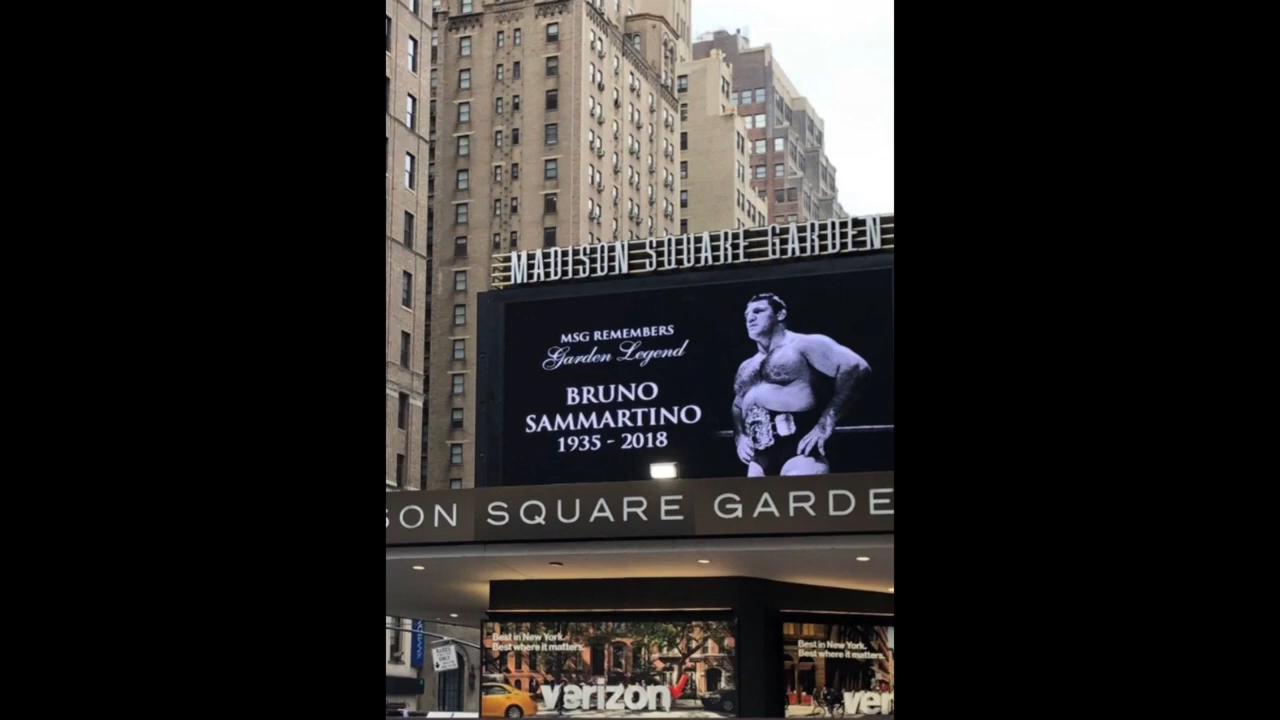 MADISON SQUARE GARDEN
MSG REMEMBERS
Garden Legend
BRUNO
SAMMARTINO
1935 - 2018
SON SQUARE GARDE
Best in New York.
Best where it matters.
verizon
Best in New York.
Best where it matters.
ver